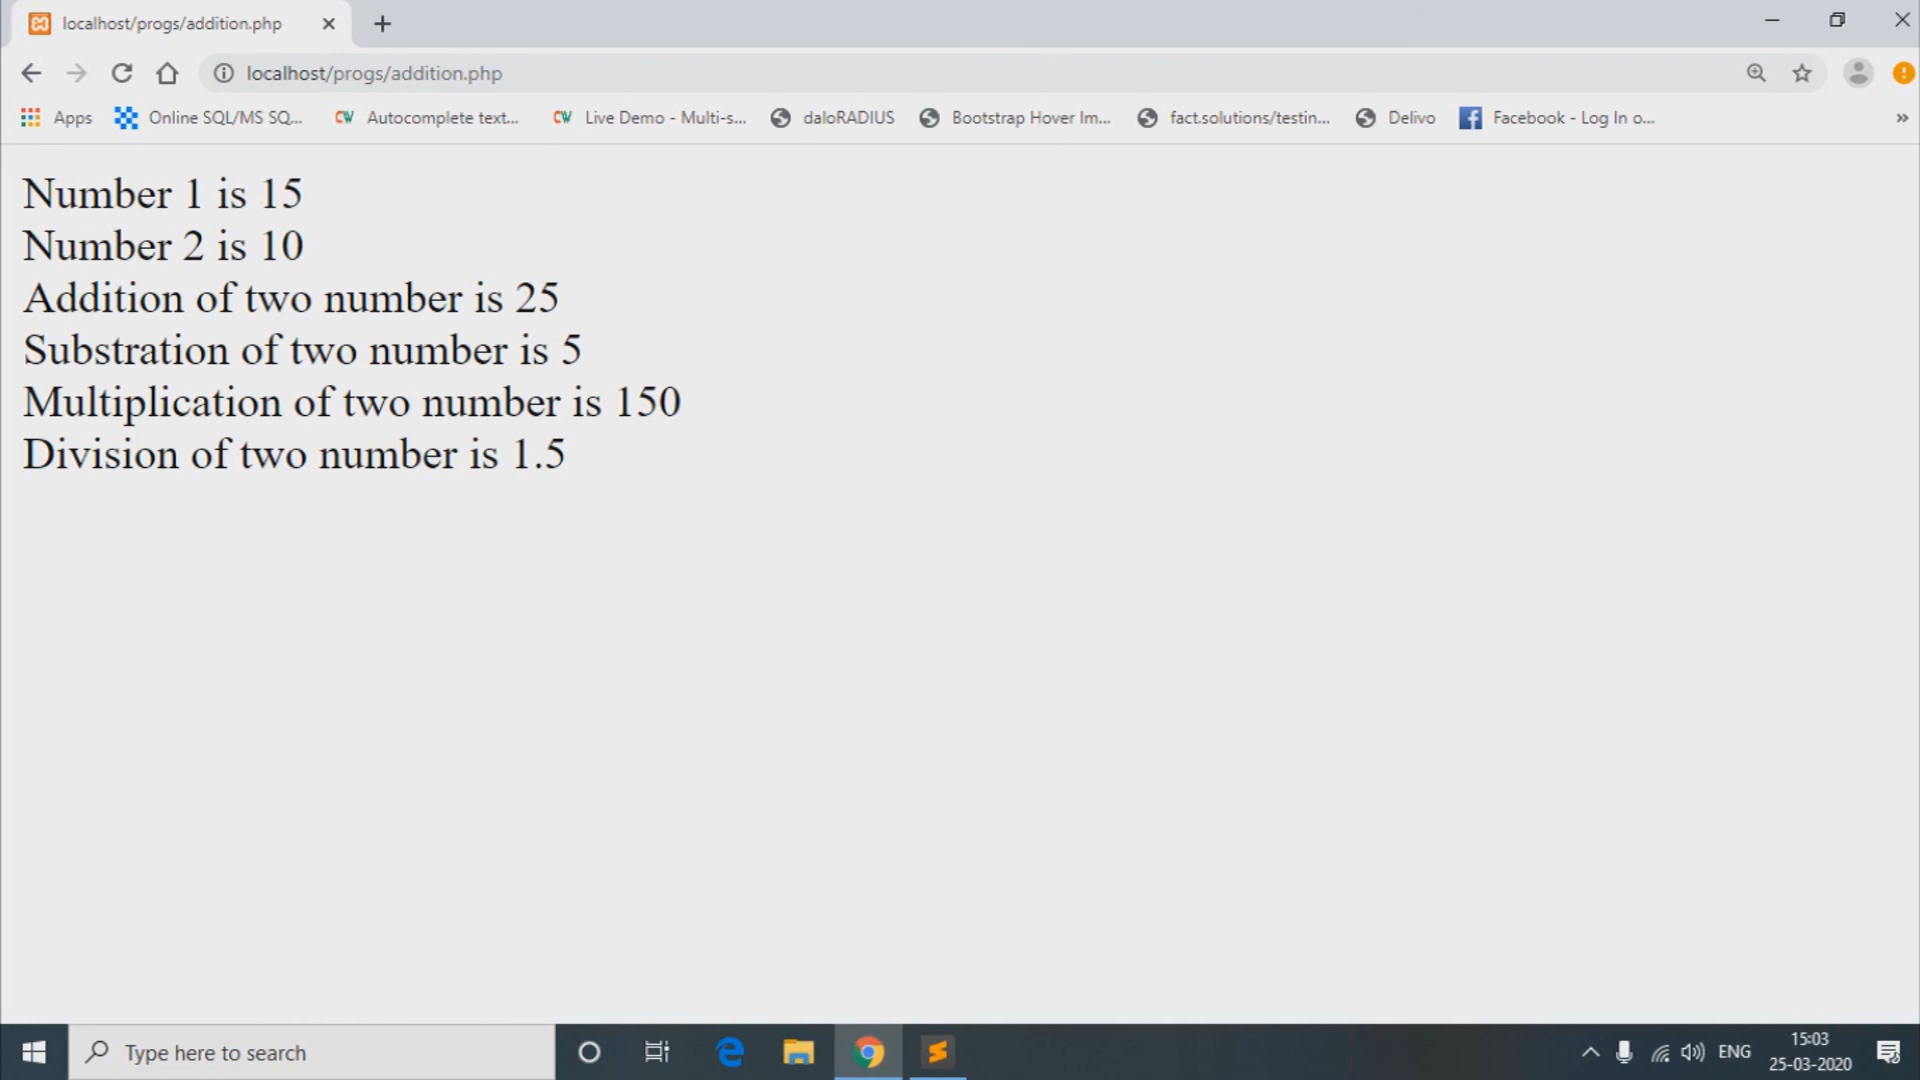 localhost/progs/addition.php
localhost/progs/addition.php
Apps Online SQL/MS SQ... CW Autocomplete text... CW Live Demo - Multi-s... daloRADIUS Bootstrap Hover Im... fact.solutions/testin... Delivo Facebook - Log In o... »
Number 1 is 15
Number 2 is 10
Addition of two number is 25
Substration of two number is 5
Multiplication of two number is 150
Division of two number is 1.5
Type here to search
ENG
15:03
25-03-2020